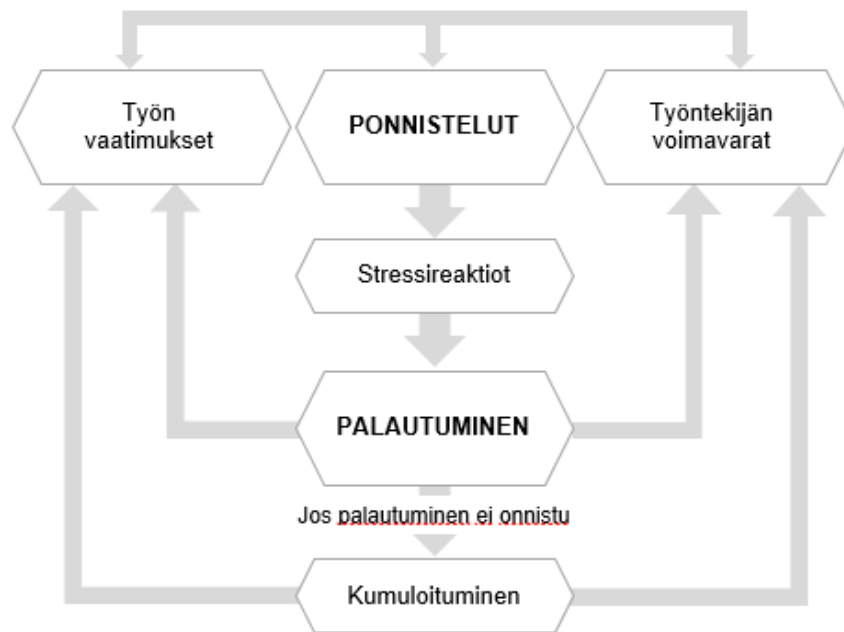 Työn
vaatimukset
PONNISTELUT
Työntekijän
voimavarat
Stressireaktiot
PALAUTUMINEN
Jos palautuminen ei onnistu
Kumuloituminen